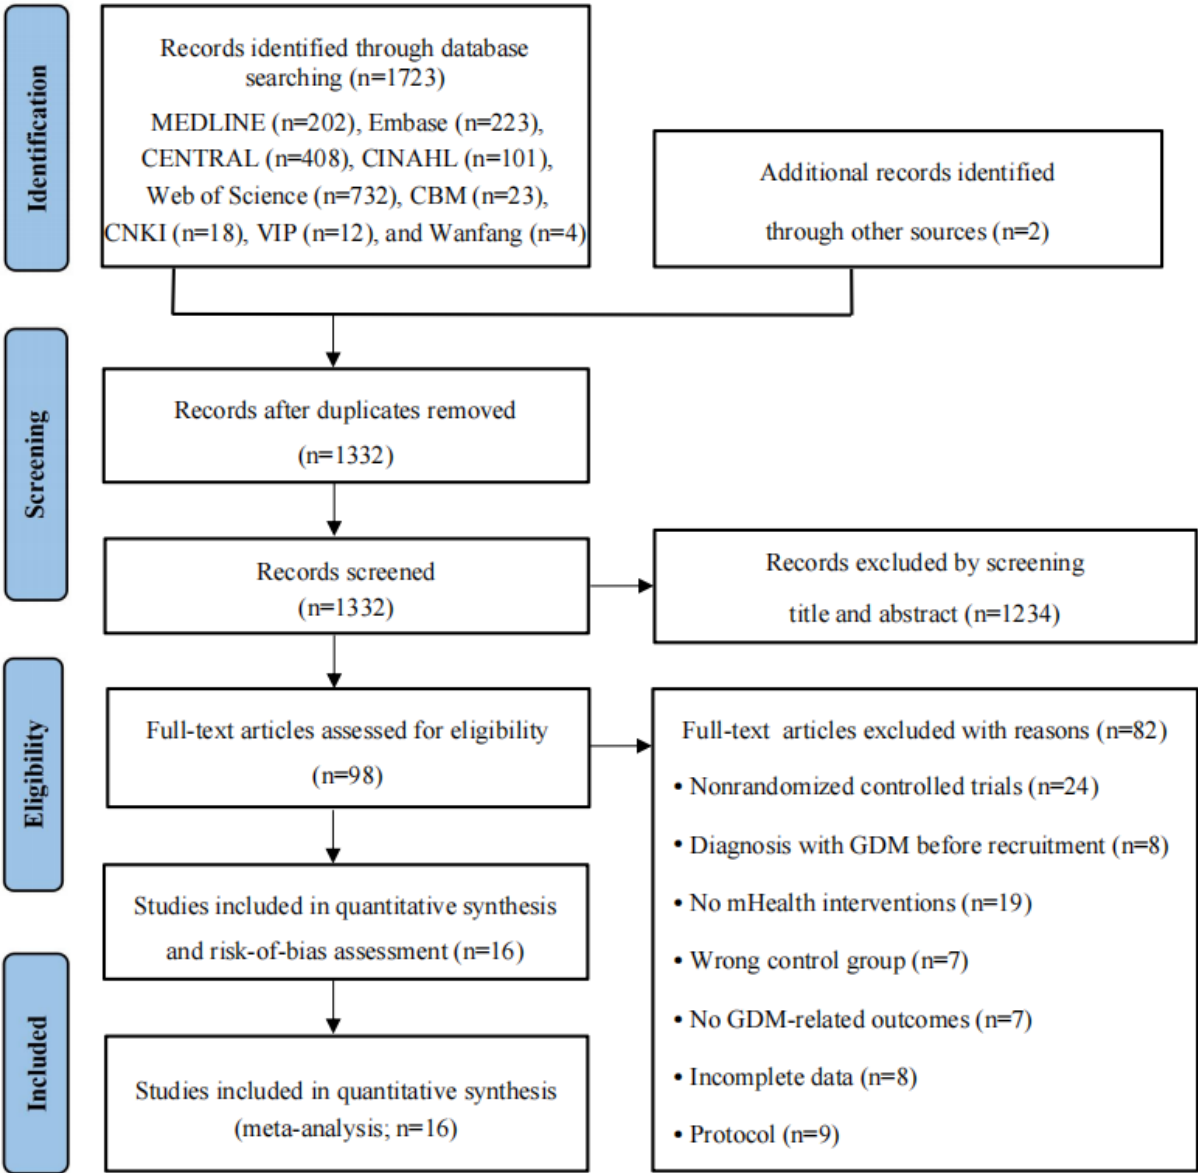 Identification
Records identified through database
searching (n=1723)
MEDLINE (n=202), Embase (n=223),
CENTRAL (n=408), CINAHL (n=101),
Web of Science (n=732), CBM (n=23),
CNKI (n=18), VIP (n=12), and Wanfang (n=4)
Additional records identified
through other sources (n=2)
Screening
Records after duplicates removed
(n=1332)
Records screened
(n=1332)
Records excluded by screening
title and abstract (n=1234)
Eligibility
Full-text articles assessed for eligibility
(n=98)
Full-text articles excluded with reasons (n=82)
• Nonrandomized controlled trials (n=24)
• Diagnosis with GDM before recruitment (n=8)
• No mHealth interventions (n=19)
• Wrong control group (n=7)
• No GDM-related outcomes (n=7)
• Incomplete data (n=8)
• Protocol (n=9)
Studies included in quantitative synthesis
and risk-of-bias assessment (n=16)
Included
Studies included in quantitative synthesis
(meta-analysis; n=16)